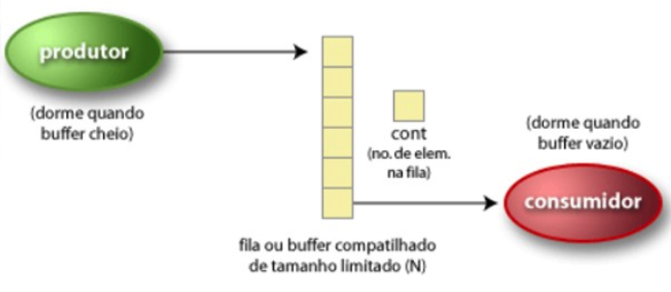 produtor
(dorme quando
buffer cheio)
cont
(no. de elem.
na fila)
(dorme quando
buffer vazio)
consumidor
fila ou buffer compatilhado
de tamanho limitado (N)